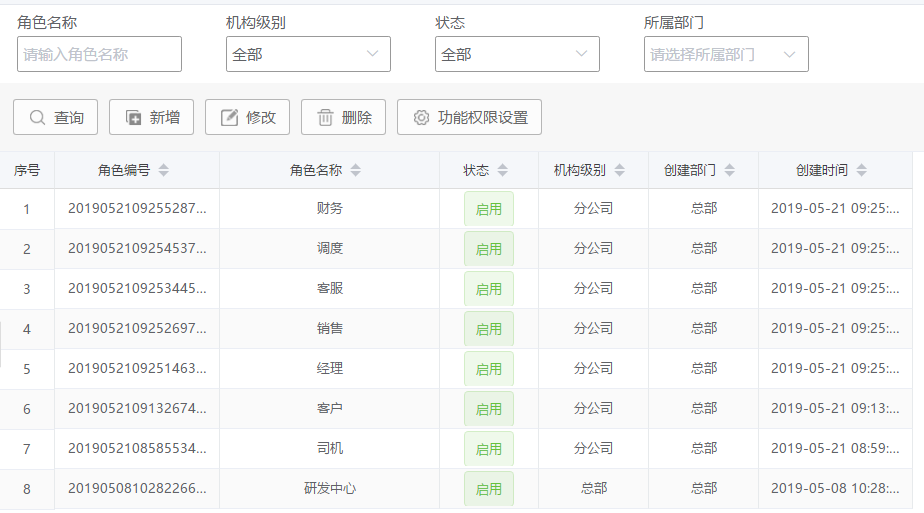 角色名称 机构级别 状态 所属部门
请输入角色名称 全部 全部 请选择所属部门
查询 新增 修改 删除 功能权限设置
序号 角色编号 角色名称 状态 机构级别 创建部门 创建时间
1 2019052109255287... 财务 启用 分公司 总部 2019-05-21 09:25:...
2 2019052109254537... 调度 启用 分公司 总部 2019-05-21 09:25:...
3 2019052109253445... 客服 启用 分公司 总部 2019-05-21 09:25:...
4 2019052109252697... 销售 启用 分公司 总部 2019-05-21 09:25:...
5 2019052109251463... 经理 启用 分公司 总部 2019-05-21 09:25:...
6 2019052109132674... 客户 启用 分公司 总部 2019-05-21 09:13:...
7 2019052108585534... 司机 启用 分公司 总部 2019-05-21 08:59:...
8 2019050810282266... 研发中心 启用 总部 总部 2019-05-08 10:28:...